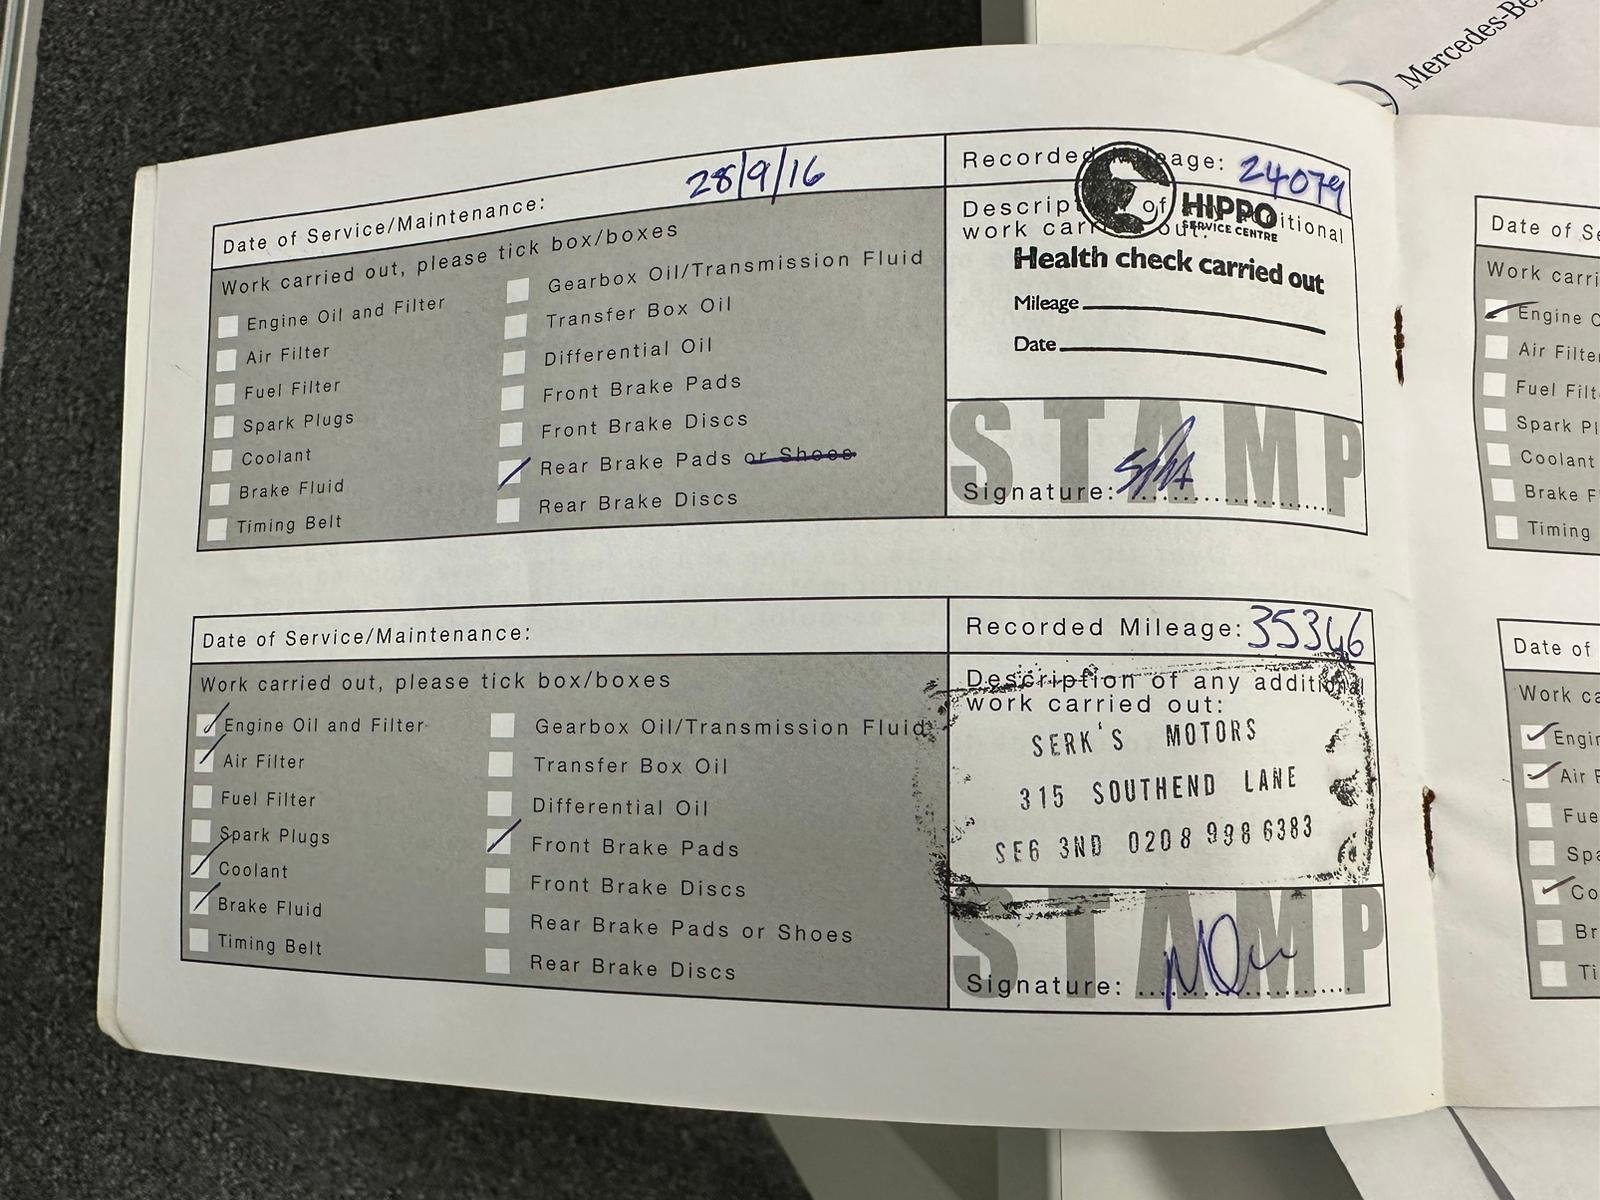 Mercedes-Be
Date of Service/Maintenance: 28/9/16
Work carried out, please tick box/boxes
Engine Oil and Filter
Air Filter
Fuel Filter
Spark Plugs
Coolant
Brake Fluid
Timing Belt
Gearbox Oil/Transmission Fluid
Transfer Box Oil
Differential Oil
Front Brake Pads
Front Brake Discs
Rear Brake Pads or Shoes
Rear Brake Discs
Recorded Mileage: 24079
Description of additional
work carried out:
HIPPO
SERVICE CENTRE
Health check carried out
Mileage
Date
STAMP
Signature:
Date of Service/Maintenance:
Work carried out, please tick box/boxes
Engine Oil and Filter
Air Filter
Fuel Filter
Spark Plugs
Coolant
Brake Fluid
Timing Belt
Gearbox Oil/Transmission Fluid
Transfer Box Oil
Differential Oil
Front Brake Pads
Front Brake Discs
Rear Brake Pads or Shoes
Rear Brake Discs
Recorded Mileage: 35346
Description of any additional
work carried out:
SERK'S MOTORS
315 SOUTHEND LANE
SE6 3ND 0208 998 6383
STAMP
Signature:
Date of Se
Work carri
Engine O
Air Filte
Fuel Filt
Spark Pl
Coolant
Brake F
Timing
Date of
Work ca
Engin
Air F
Fue
Spa
Co
Br
Ti